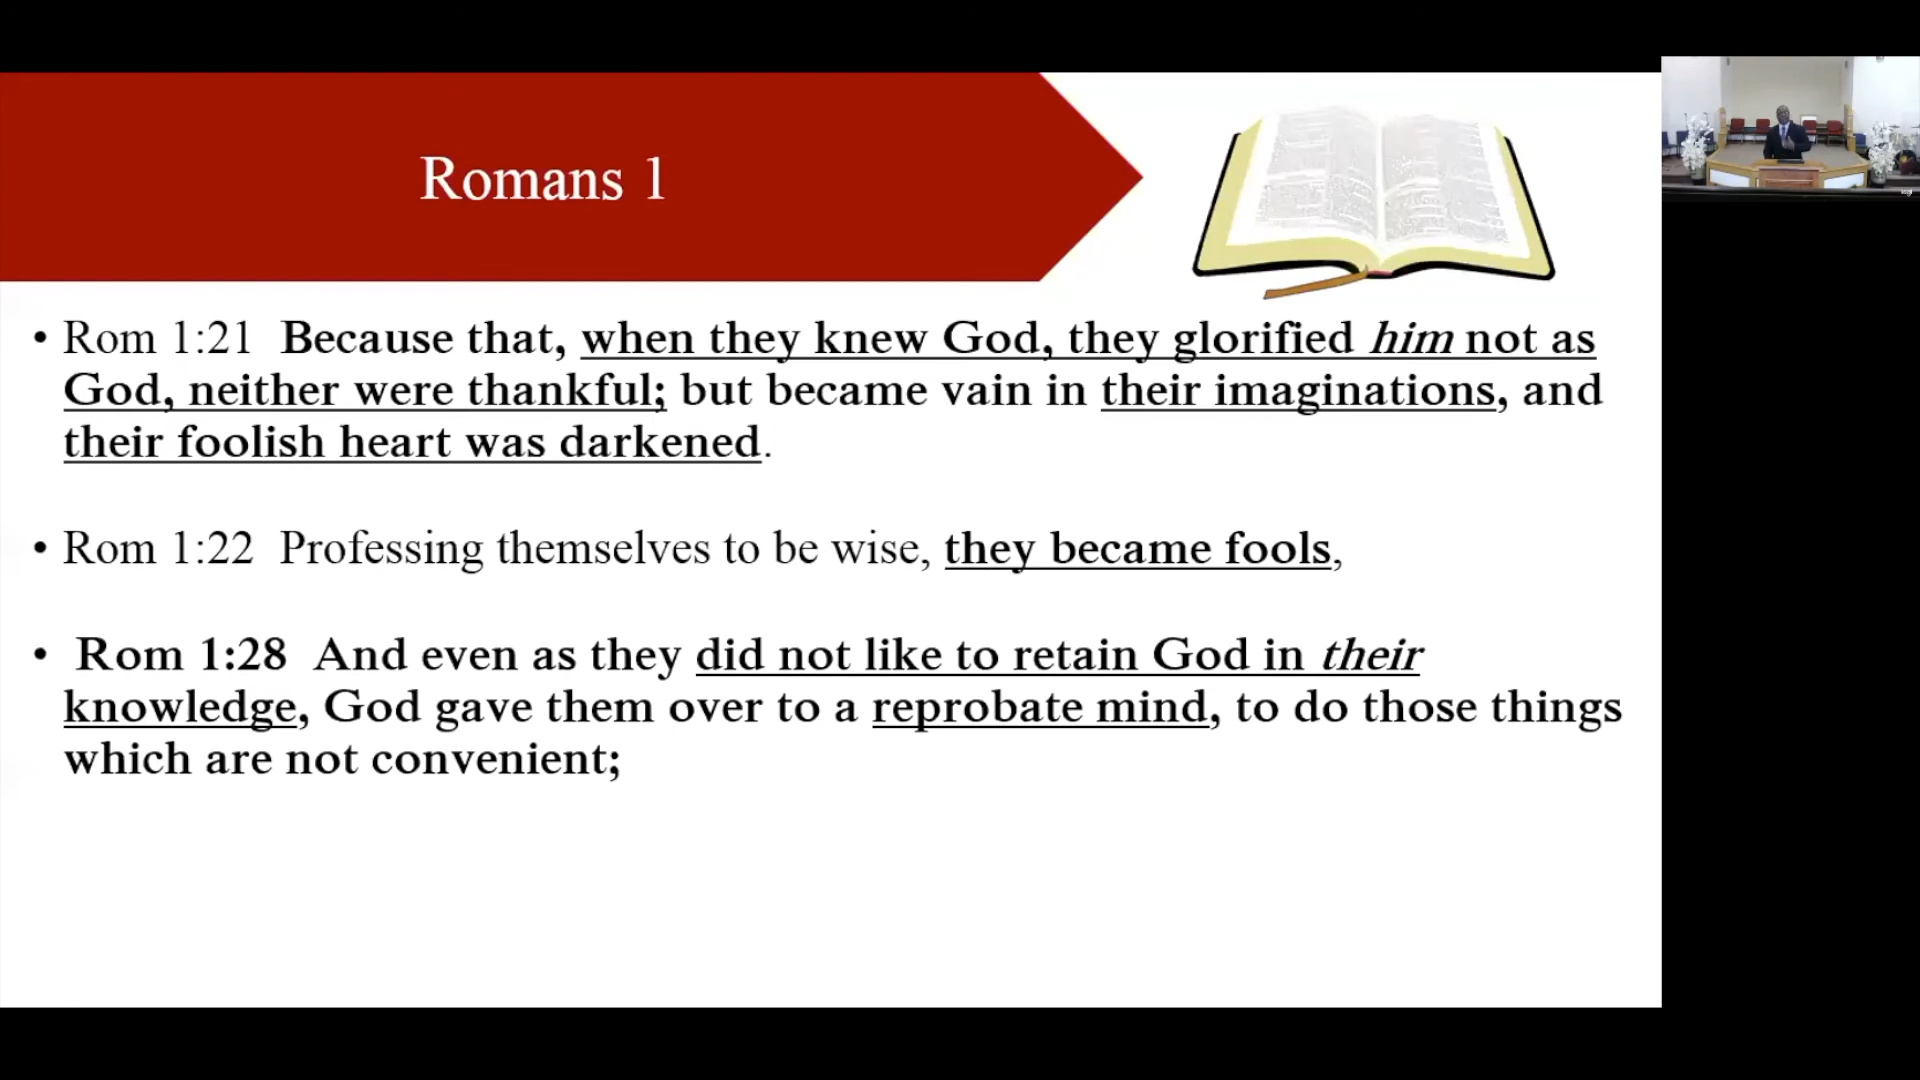 Romans 1
• Rom 1:21 Because that, when they knew God, they glorified him not as
God, neither were thankful; but became vain in their imaginations, and
their foolish heart was darkened.
• Rom 1:22 Professing themselves to be wise, they became fools,
• Rom 1:28 And even as they did not like to retain God in their
knowledge, God gave them over to a reprobate mind, to do those things
which are not convenient;